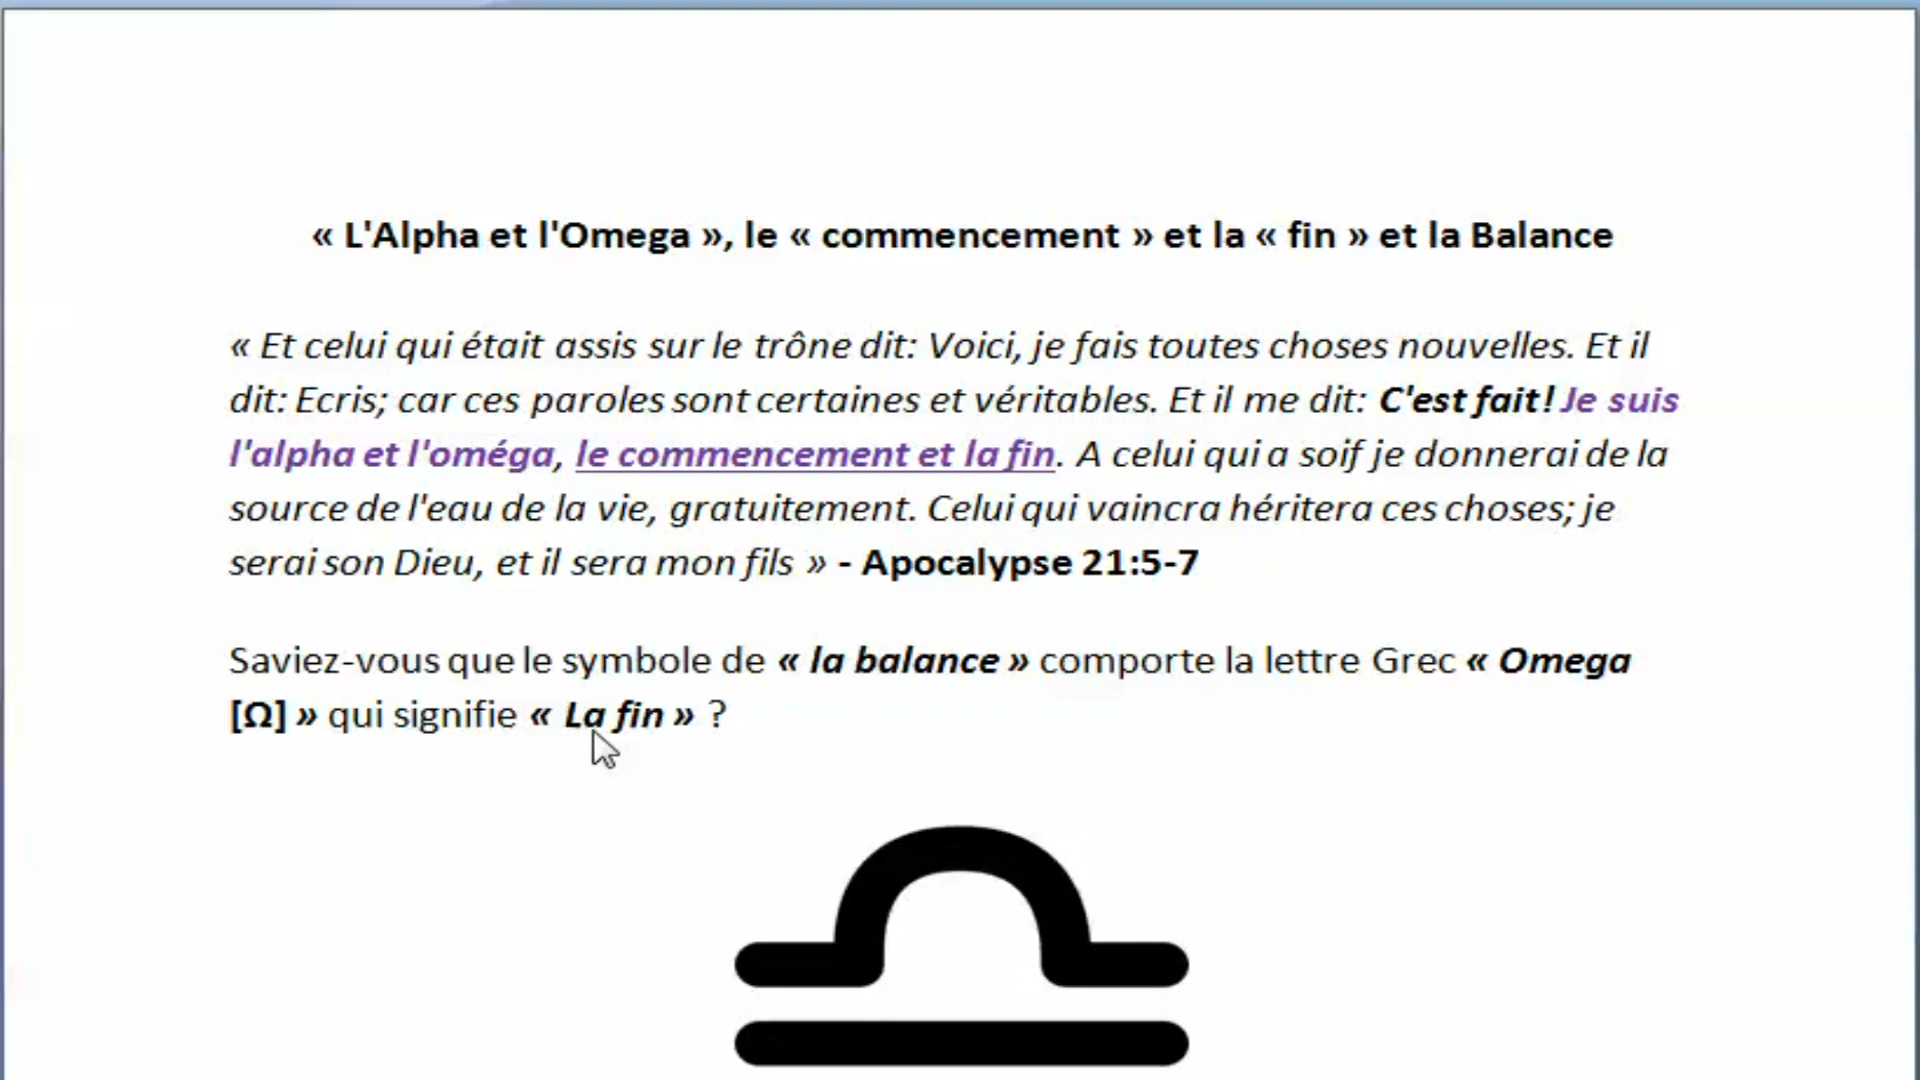 « L'Alpha et l'Omega », le « commencement » et la « fin » et la Balance
« Et celui qui était assis sur le trône dit: Voici, je fais toutes choses nouvelles. Et il
dit: Ecris; car ces paroles sont certaines et véritables. Et il me dit: C'est fait! Je suis
l'alpha et l'oméga, le commencement et la fin. A celui qui a soif je donnerai de la
source de l'eau de la vie, gratuitement. Celui qui vaincra héritera ces choses; je
serai son Dieu, et il sera mon fils » - Apocalypse 21:5-7
Saviez-vous que le symbole de « la balance » comporte la lettre Grec « Omega
[Ω] » qui signifie « La fin » ?